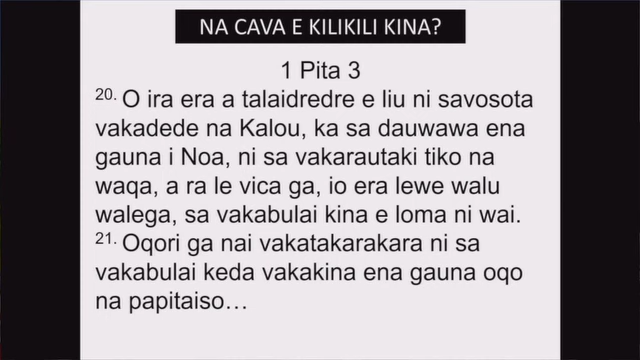 NA CAVA E KILIKILI KINA?
1 Pita 3
20. O ira era a talaidredre e liu ni savosota
vakadede na Kalou, ka sa dauwawa ena
gauna i Noa, ni sa vakarautaki tiko na
waqa, a ra le vica ga, io era lewe walu
walega, sa vakabulai kina e loma ni wai.
21. Oqori ga nai vakatakarakara ni sa
vakabulai keda vakakina ena gauna oqo
na papitaiso…